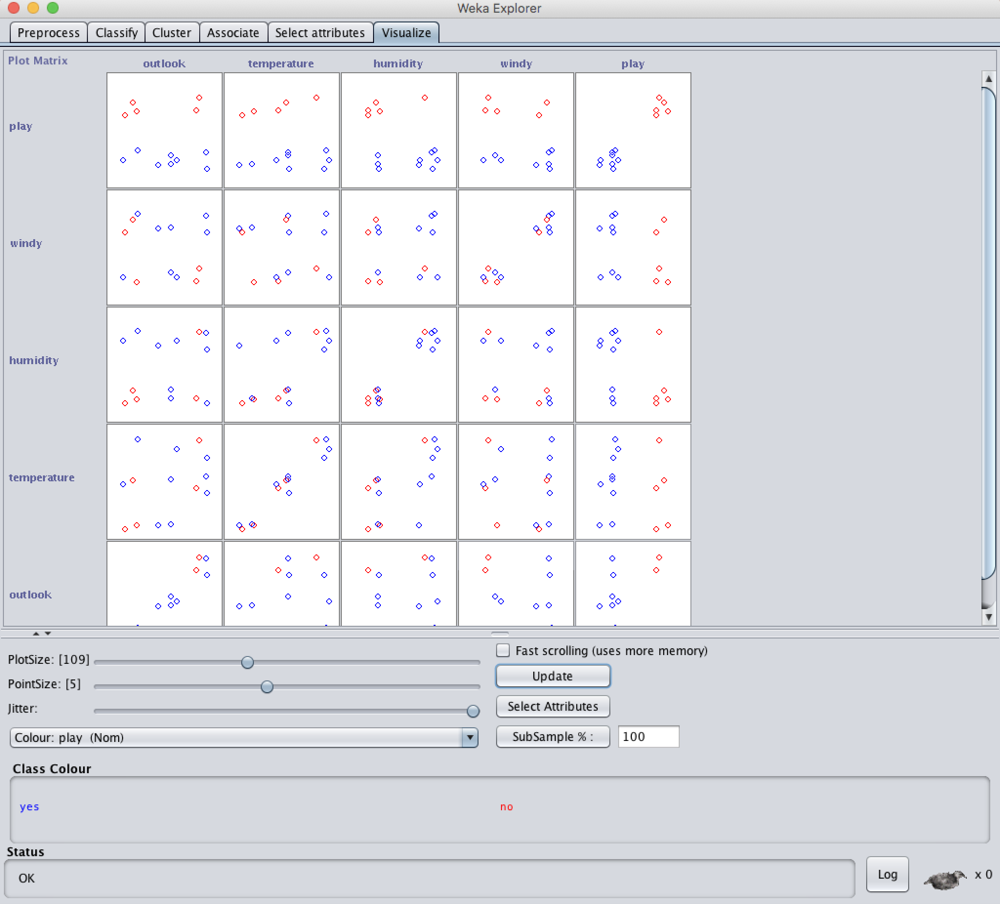 Weka Explorer
Preprocess Classify Cluster Associate Select attributes Visualize
Plot Matrix
outlook temperature humidity windy play
play
windy
humidity
temperature
outlook
PlotSize: [109]
PointSize: [5]
Jitter:
Colour: play (Nom)
Fast scrolling (uses more memory)
Update
Select Attributes
SubSample % : 100
Class Colour
yes no
Status
OK
Log x 0